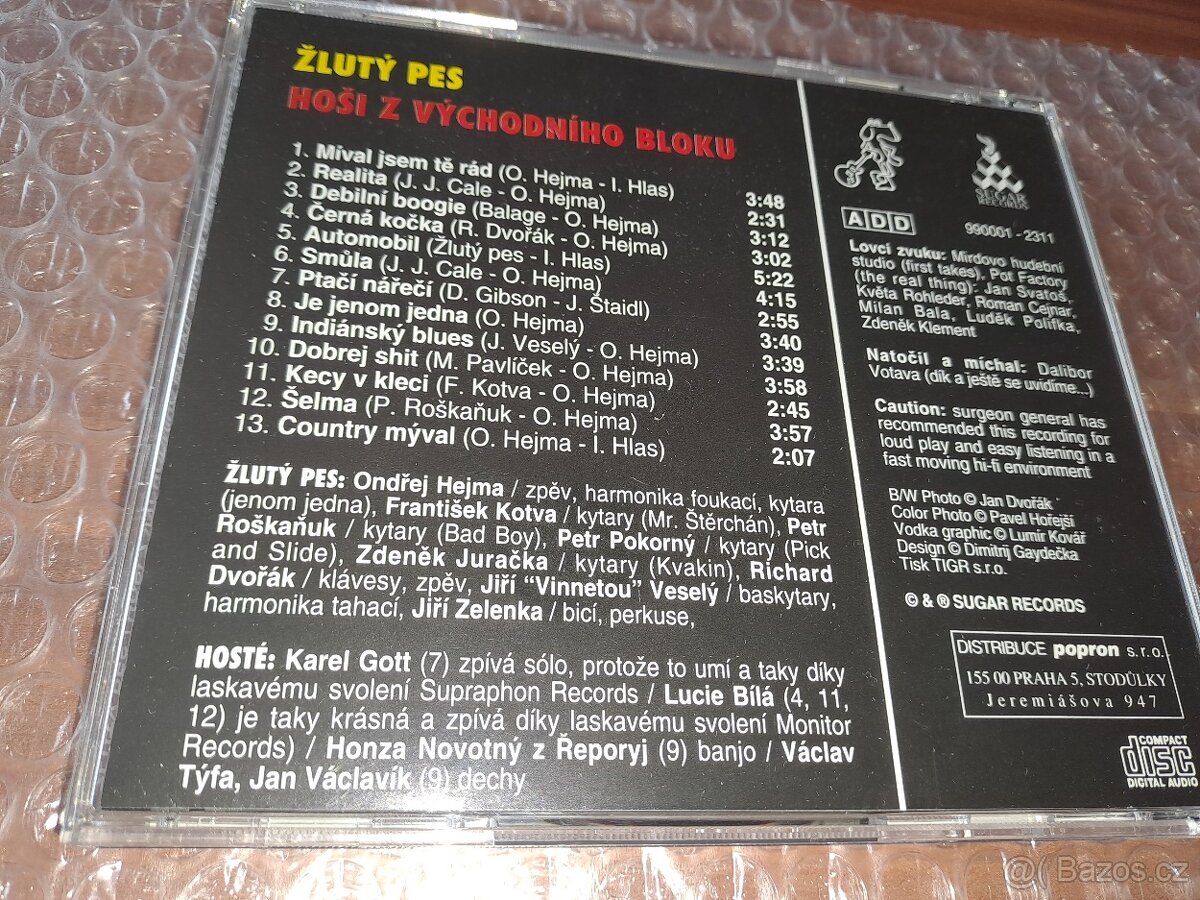 ŽLUTÝ PES
HOŠI Z VÝCHODNÍHO BLOKU
1. Míval jsem tě rád (O. Hejma - I. Hlas) 3:48
2. Realita (J. J. Cale - O. Hejma) 2:31
3. Debilní boogie (Balage - O. Hejma) 3:12
4. Černá kočka (R. Dvořák - O. Hejma) 3:02
5. Automobil (Žlutý pes - I. Hlas) 5:22
6. Smůla (J. J. Cale - O. Hejma) 4:15
7. Ptačí nářečí (D. Gibson - J. Štaidl) 2:55
8. Je jenom jedna (O. Hejma) 3:40
9. Indiánský blues (J. Veselý - O. Hejma) 3:39
10. Dobrej shit (M. Pavlíček - O. Hejma) 3:58
11. Kecy v kleci (F. Kotva - O. Hejma) 2:45
12. Šelma (P. Roškaňuk - O. Hejma) 3:57
13. Country mýval (O. Hejma - I. Hlas) 2:07
ŽLUTÝ PES: Ondřej Hejma / zpěv, harmonika foukací, kytara
(jenom jedna), František Kotva / kytary (Mr. Štěrchán), Petr
Roškaňuk / kytary (Bad Boy), Petr Pokorný / kytary (Pick
and Slide), Zdeněk Juračka / kytary (Kvakin), Richard
Dvořák / klávesy, zpěv, Jiří "Vinnetou" Veselý / baskytary,
harmonika tahací, Jiří Zelenka / bicí, perkuse,
HOSTÉ: Karel Gott (7) zpívá sólo, protože to umí a taky díky
laskavému svolení Supraphon Records / Lucie Bílá (4, 11,
12) je taky krásná a zpívá díky laskavému svolení Monitor
Records) / Honza Novotný z Řeporyj (9) banjo / Václav
Týfa, Jan Václavík (9) dechy
SUGAR
RECORDS
ADD
990001 - 2311
Lovci zvuku: Mirdovo hudební
studio (first takes), Pot Factory
(the real thing): Jan Svatoš,
Květa Rohleder, Roman Cejnar,
Milan Bala, Luděk Polifka,
Zdeněk Klement
Natočil a míchal: Dalibor
Votava (dík a ještě se uvidíme...)
Caution: surgeon general has
recommended this recording for
loud play and easy listening in a
fast moving hi-fi environment
B/W Photo © Jan Dvořák
Color Photo © Pavel Hořejší
Vodka graphic © Lumír Kovář
Design © Dimitrij Gaydečka
Tisk TIGR s.r.o.
© & ® SUGAR RECORDS
DISTRIBUCE popron s.r.o.
155 00 PRAHA 5, STODŮLKY
Jeremiášova 947
COMPACT
disc
DIGITAL AUDIO
@ Bazos.cz